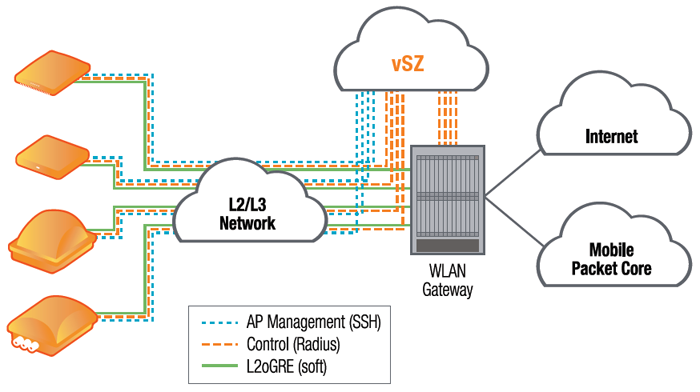 vSZ
Internet
L2/L3
Network
WLAN
Gateway
Mobile
Packet Core
AP Management (SSH)
Control (Radius)
L2oGRE (soft)